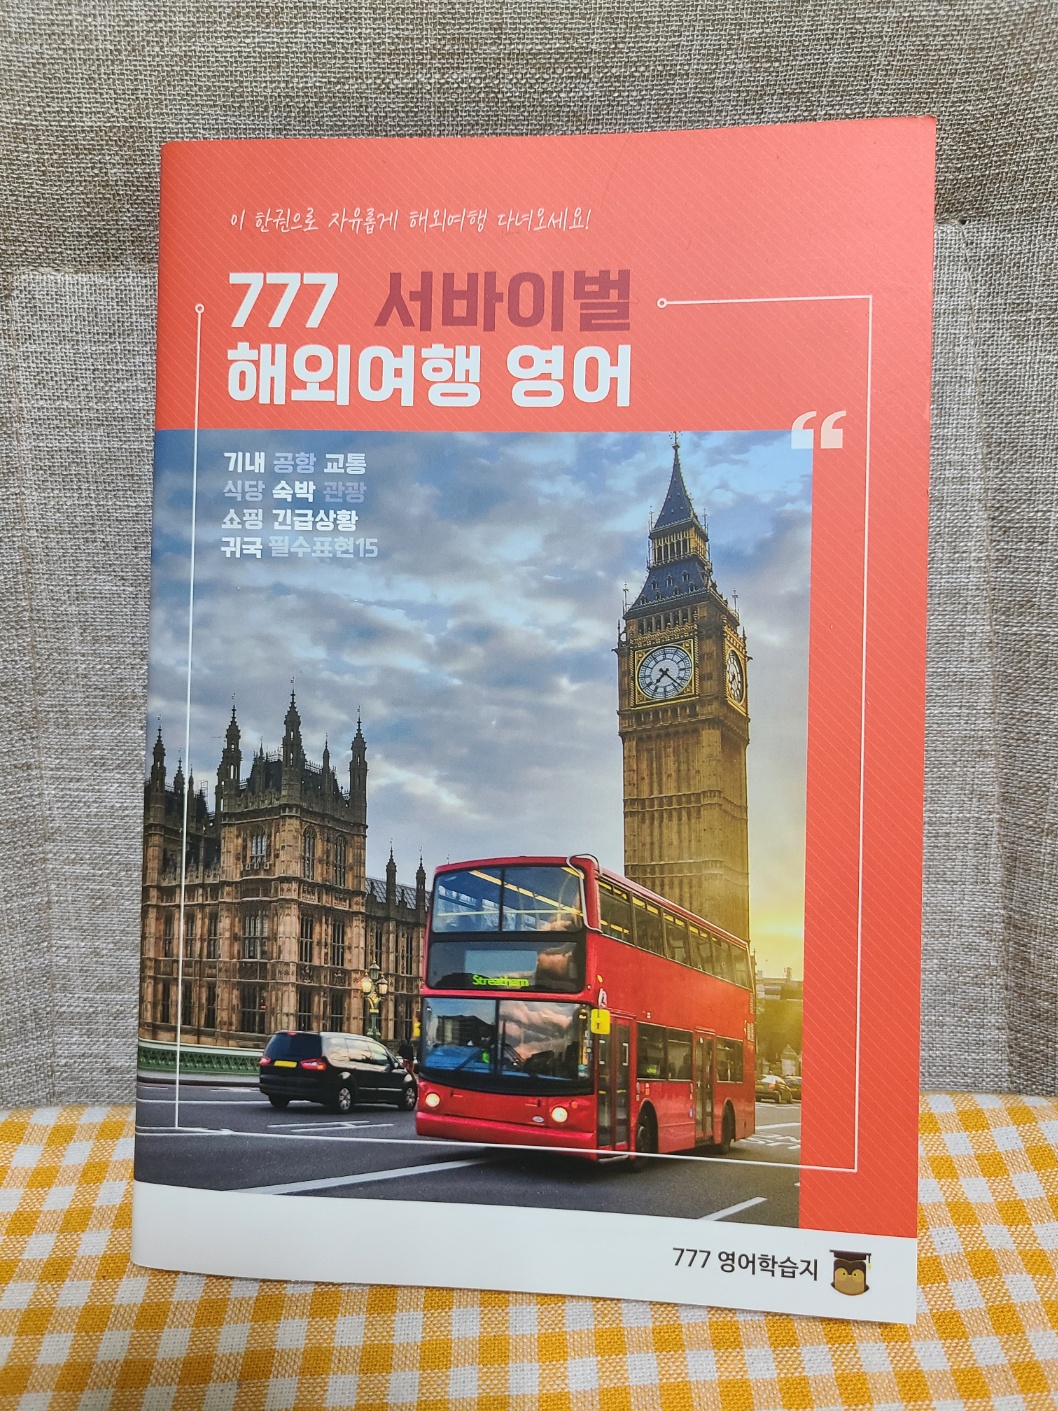 이 한권으로 자유롭게 해외여행 다녀오세요!
777 서바이벌
해외여행 영어
“
기내 공항 교통
식당 숙박 관광
쇼핑 긴급상황
귀국 필수표현15
Streatham
777 영어학습지